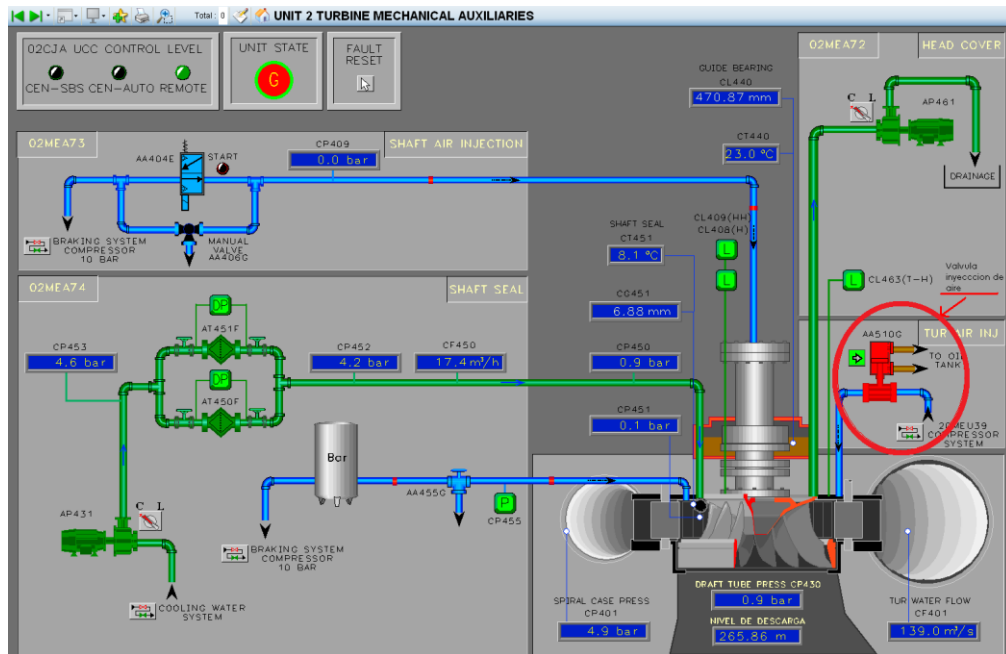 Total: 0 UNIT 2 TURBINE MECHANICAL AUXILIARIES
02CJA UCC CONTROL LEVEL
CEN-SBS CEN-AUTO REMOTE
UNIT STATE
G
FAULT
RESET
02MEA72
HEAD COVER
GUIDE BEARING
CL440
470.87 mm
CT440
23.0 °C
C L
AP461
DRAINAGE
02MEA73
SHAFT AIR INJECTION
AA404E
START
CP409
0.0 bar
BRAKING SYSTEM
COMPRESSOR
10 BAR
MANUAL
VALVE
AA406G
SHAFT SEAL
CT451
8.1 °C
CG451
6.88 mm
CL409(HH)
CL408(H)
L
L
L
CL463(T-H)
Valvula
inyecccion de
aire
02MEA74
SHAFT SEAL
CP453
4.6 bar
DP
AT451F
DP
AT450F
CP452
4.2 bar
CF450
17.4 m³/h
CP450
0.9 bar
CP451
0.1 bar
AA510G
TUR AIR INJ
TO OIL
TANK
20PEU39
COMPRESSOR
SYSTEM
Bar
AA455G
P
CP455
BRAKING SYSTEM
COMPRESSOR
10 BAR
AP431
C L
COOLING WATER
SYSTEM
SPIRAL CASE PRESS
CP401
4.9 bar
DRAFT TUBE PRESS CP430
0.9 bar
NIVEL DE DESCARGA
265.86 m
TUR WATER FLOW
CF401
139.0 m³/s